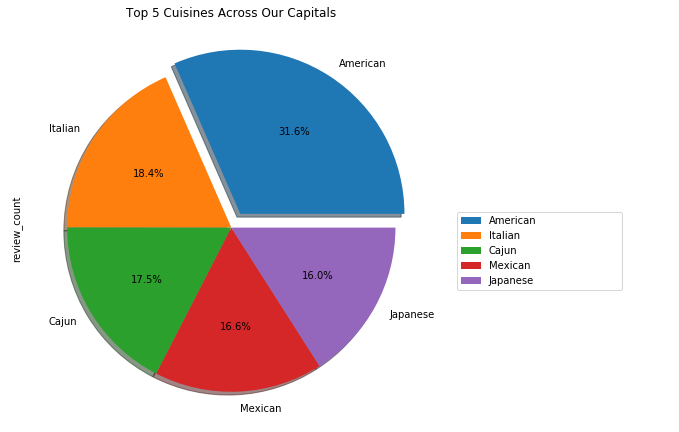 Top 5 Cuisines Across Our Capitals
American
31.6%
Italian
18.4%
review_count
17.5%
16.0%
Cajun
16.6%
Japanese
Mexican
American
Italian
Cajun
Mexican
Japanese